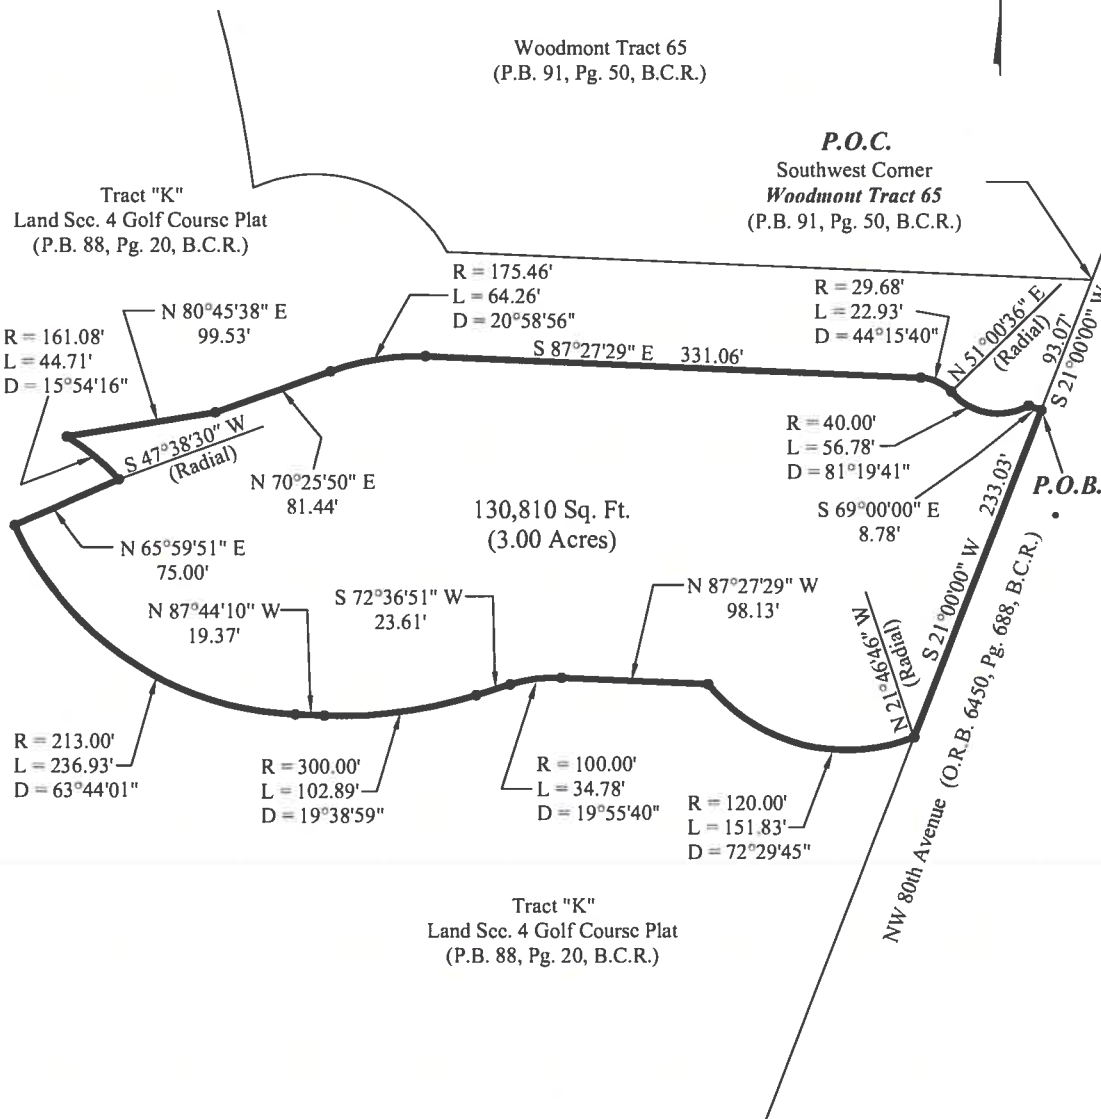 Woodmont Tract 65
(P.B. 91, Pg. 50, B.C.R.)
P.O.C.
Southwest Corner
Woodmont Tract 65
(P.B. 91, Pg. 50, B.C.R.)
Tract "K"
Land Sec. 4 Golf Course Plat
(P.B. 88, Pg. 20, B.C.R.)
R = 175.46'
L = 64.26'
D = 20°58'56"
R = 29.68'
L = 22.93'
D = 44°15'40"
N 51°00'36" E
(Radial)
93.07'
S 21°00'00" W
N 80°45'38" E
99.53'
R = 161.08'
L = 44.71'
D = 15°54'16"
S 87°27'29" E 331.06'
S 47°38'30" W
(Radial)
N 70°25'50" E
81.44'
R = 40.00'
L = 56.78'
D = 81°19'41"
P.O.B.
S 69°00'00" E
8.78'
130,810 Sq. Ft.
(3.00 Acres)
233.03'
S 21°00'00" W
N 65°59'51" E
75.00'
N 87°44'10" W
19.37'
S 72°36'51" W
23.61'
N 87°27'29" W
98.13'
N 21°46'46" W
(Radial)
NW 80th Avenue (O.R.B. 6450, Pg. 688, B.C.R.)
R = 213.00'
L = 236.93'
D = 63°44'01"
R = 300.00'
L = 102.89'
D = 19°38'59"
R = 100.00'
L = 34.78'
D = 19°55'40"
R = 120.00'
L = 151.83'
D = 72°29'45"
Tract "K"
Land Sec. 4 Golf Course Plat
(P.B. 88, Pg. 20, B.C.R.)